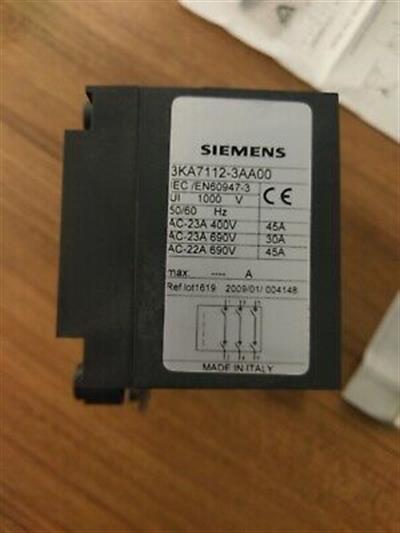 SIEMENS
3KA7112-3AA00
IEC /EN60947-3
UI 1000 V
50/60 Hz
CE
AC-23A 400V 45A
AC-23A 690V 30A
AC-22A 690V 45A
max: ---- A
Ref.lot1619 2009/01/ 004148
MADE IN ITALY